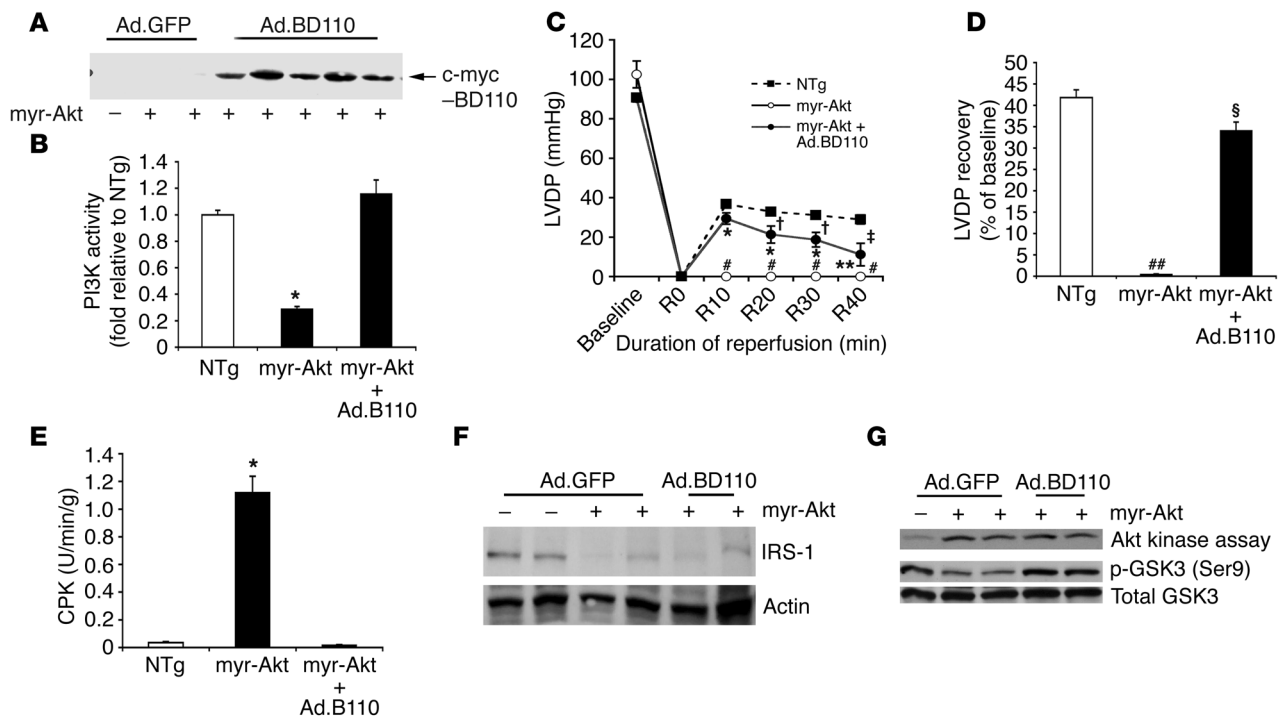 A
Ad.GFP
Ad.BD110
c-myc
–BD110
myr-Akt – + + + + + + +
B
PI3K activity
(fold relative to NTg)
1.4
1.2
1.0
0.8
0.6
0.4
0.2
0
*
NTg
myr-Akt
myr-Akt
+
Ad.B110
C
LVDP (mmHg)
120
100
80
60
40
20
0
NTg
myr-Akt
myr-Akt +
Ad.BD110
* † * † * ‡ **
# # # #
Baseline
R0
R10
R20
R30
R40
Duration of reperfusion (min)
D
LVDP recovery
(% of baseline)
50
45
40
35
30
25
20
15
10
5
0
##
§
NTg
myr-Akt
myr-Akt
+
Ad.B110
E
CPK (U/min/g)
1.4
1.2
1.0
0.8
0.6
0.4
0.2
0
*
NTg
myr-Akt
myr-Akt
+
Ad.B110
F
Ad.GFP
Ad.BD110
– – + + + + myr-Akt
IRS-1
Actin
G
Ad.GFP
Ad.BD110
– + + + + myr-Akt
Akt kinase assay
p-GSK3 (Ser9)
Total GSK3